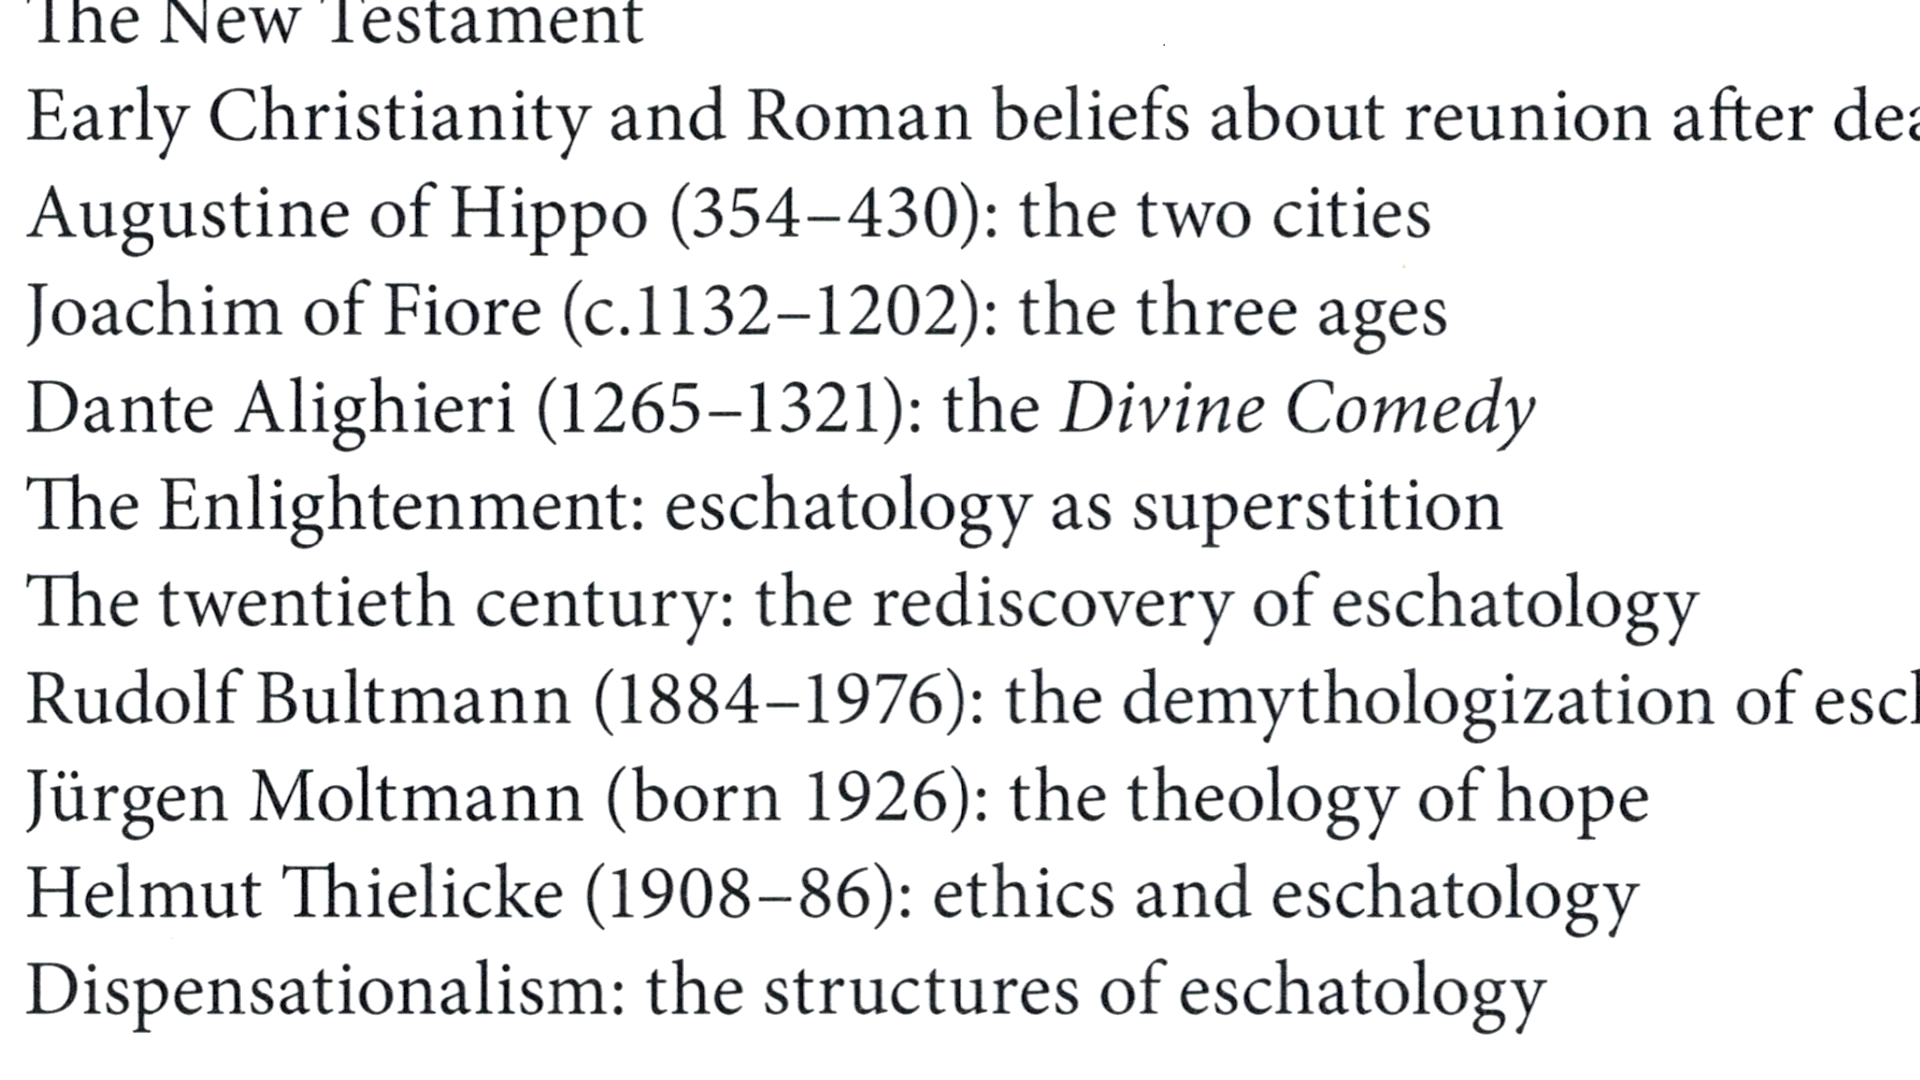 The New Testament
Early Christianity and Roman beliefs about reunion after
Augustine of Hippo (354–430): the two cities
Joachim of Fiore (c.1132–1202): the three ages
Dante Alighieri (1265–1321): the Divine Comedy
The Enlightenment: eschatology as superstition
The twentieth century: the rediscovery of eschatology
Rudolf Bultmann (1884–1976): the demythologization of
Jürgen Moltmann (born 1926): the theology of hope
Helmut Thielicke (1908–86): ethics and eschatology
Dispensationalism: the structures of eschatology